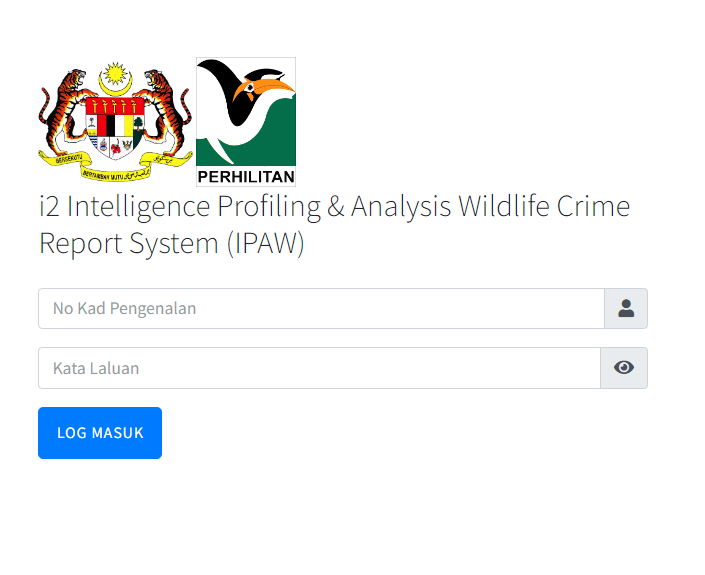 BERSEKUTU
BERTAMBAH MUTU
PERHILITAN
i2 Intelligence Profiling & Analysis Wildlife Crime
Report System (IPAW)
No Kad Pengenalan
Kata Laluan
LOG MASUK